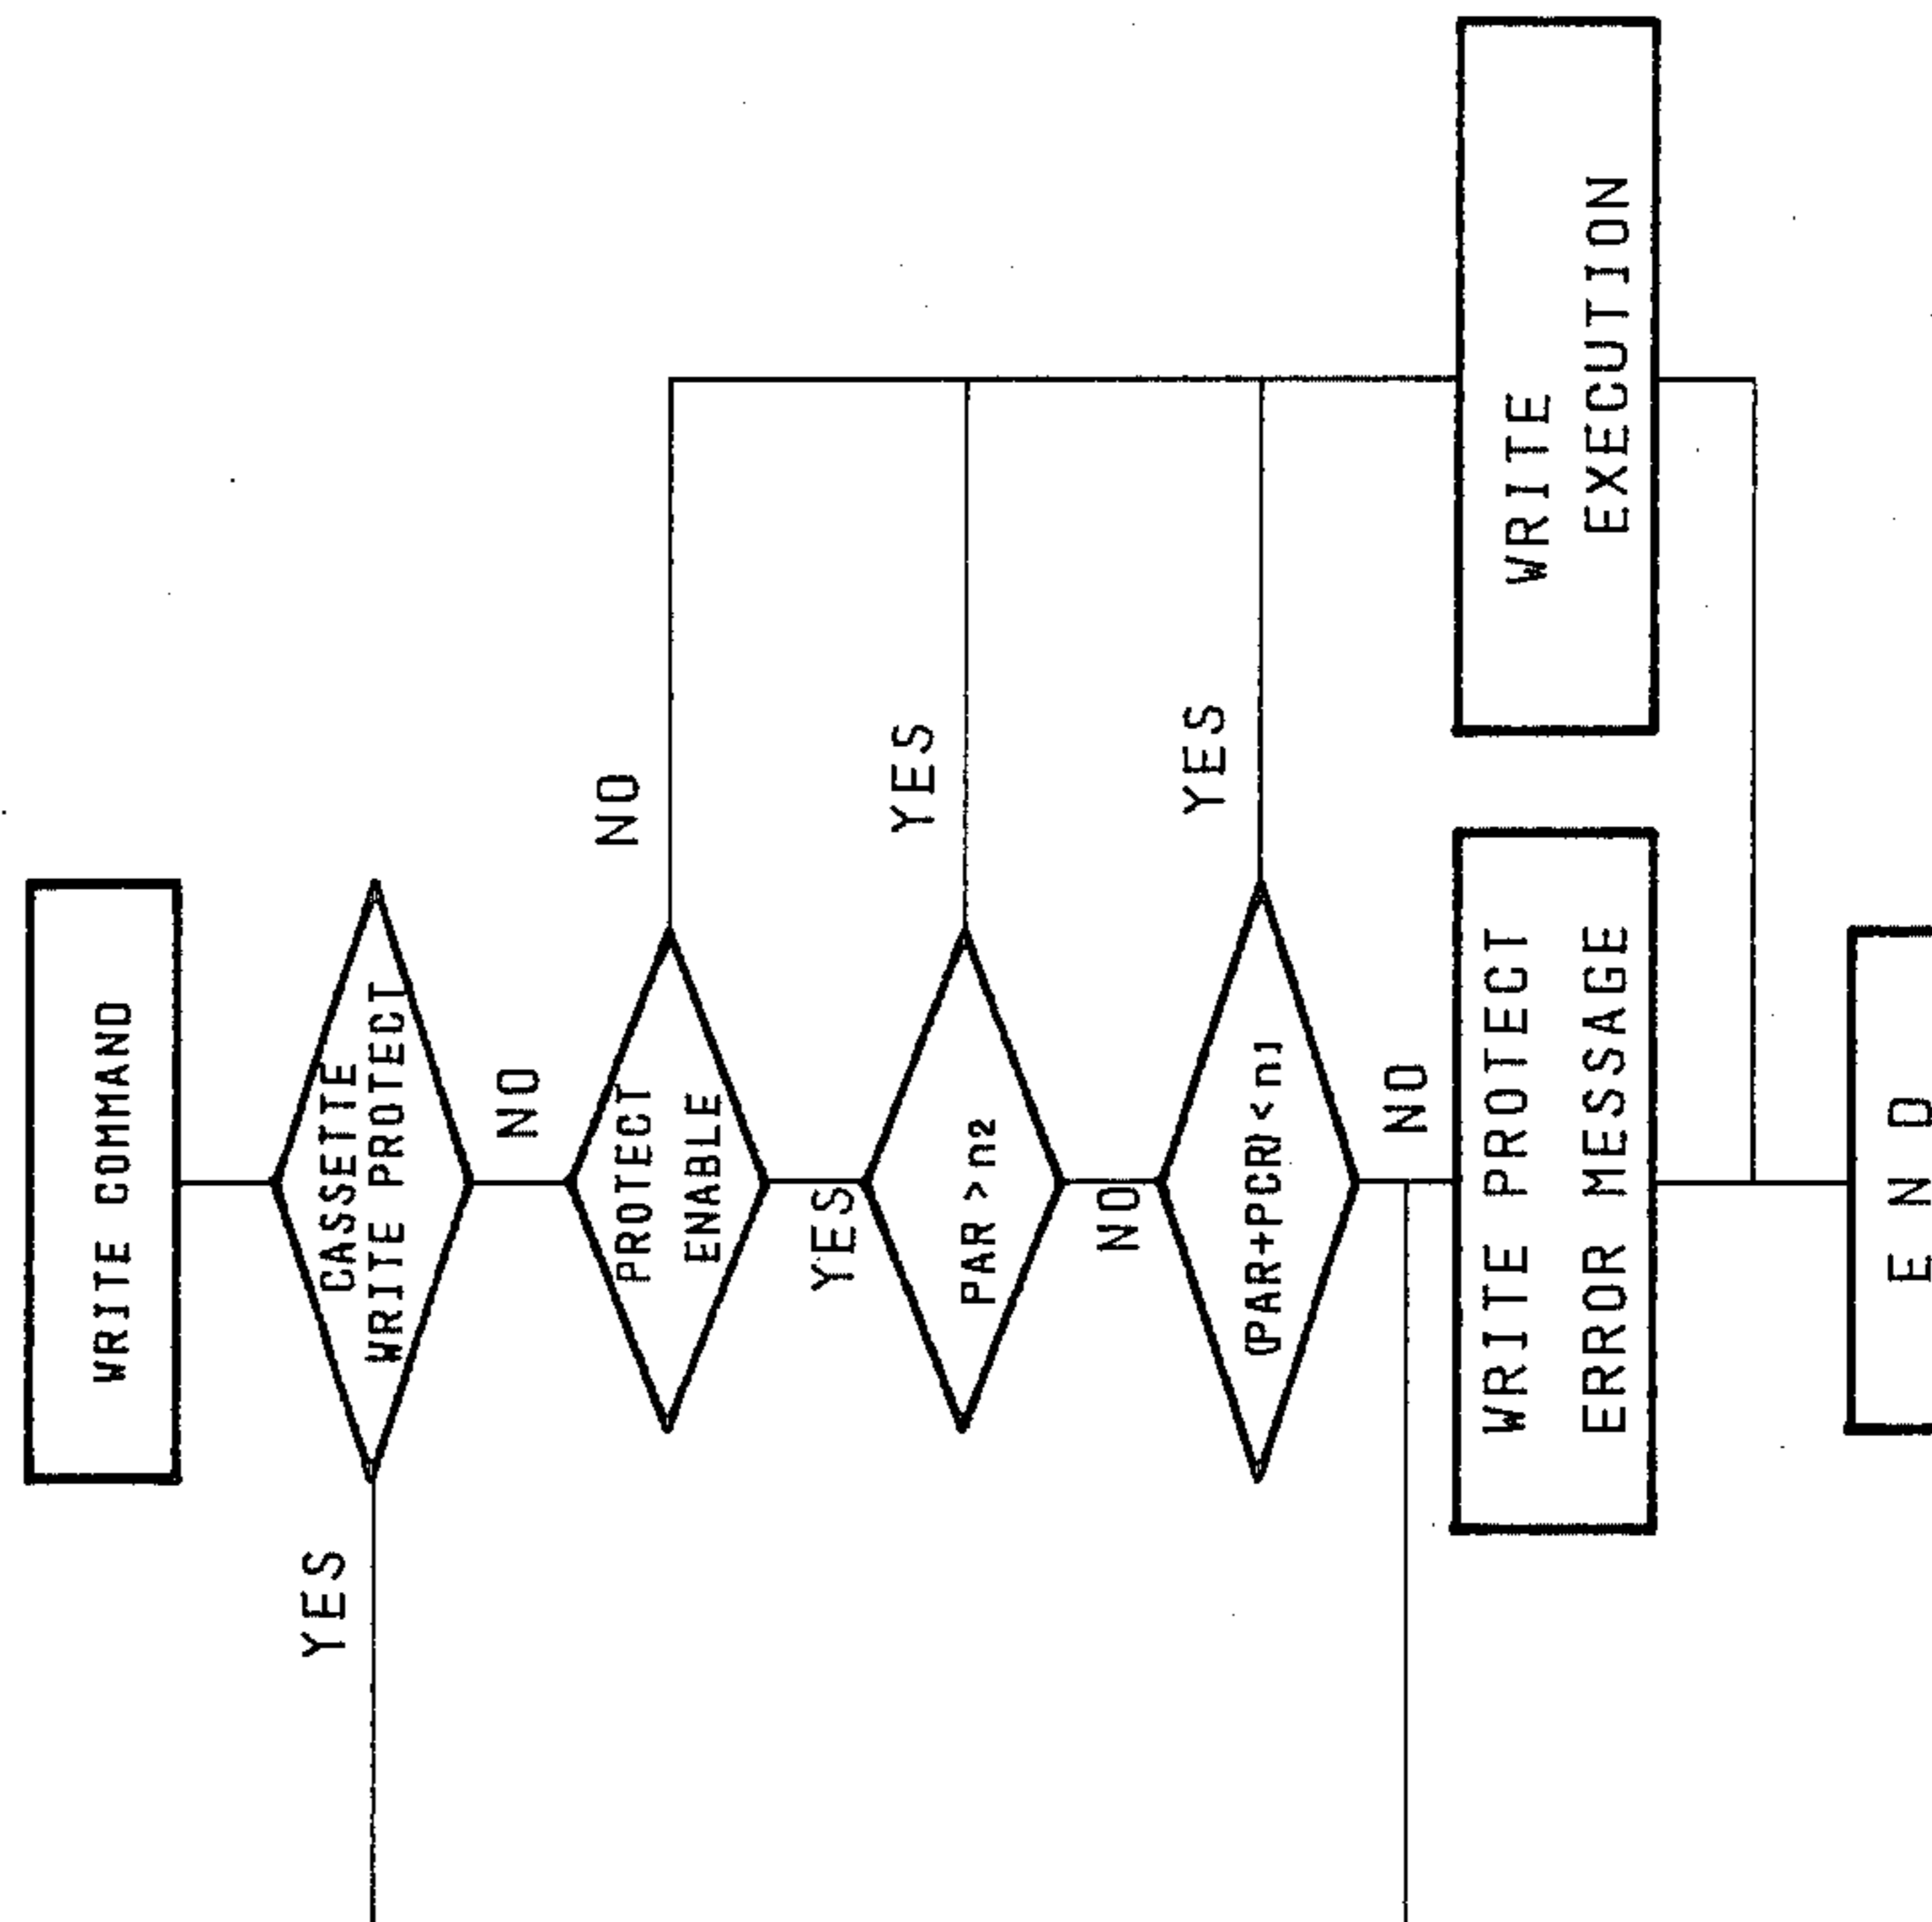 WRITE COMMAND
CASSETTE
WRITE PROTECT
YES
NO
PROTECT
ENABLE
NO
YES
PAR > n2
YES
NO
(PAR+PCR) < n1
YES
NO
WRITE PROTECT
ERROR MESSAGE
WRITE
EXECUTION
E N D